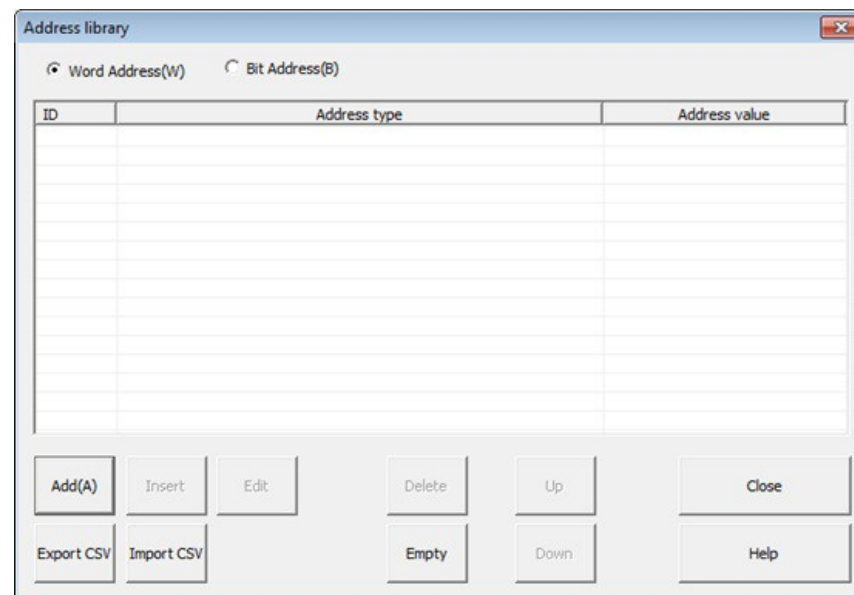 Address library
Word Address(W) Bit Address(B)
ID Address type Address value
Add(A) Insert Edit Delete Up Close
Export CSV Import CSV Empty Down Help